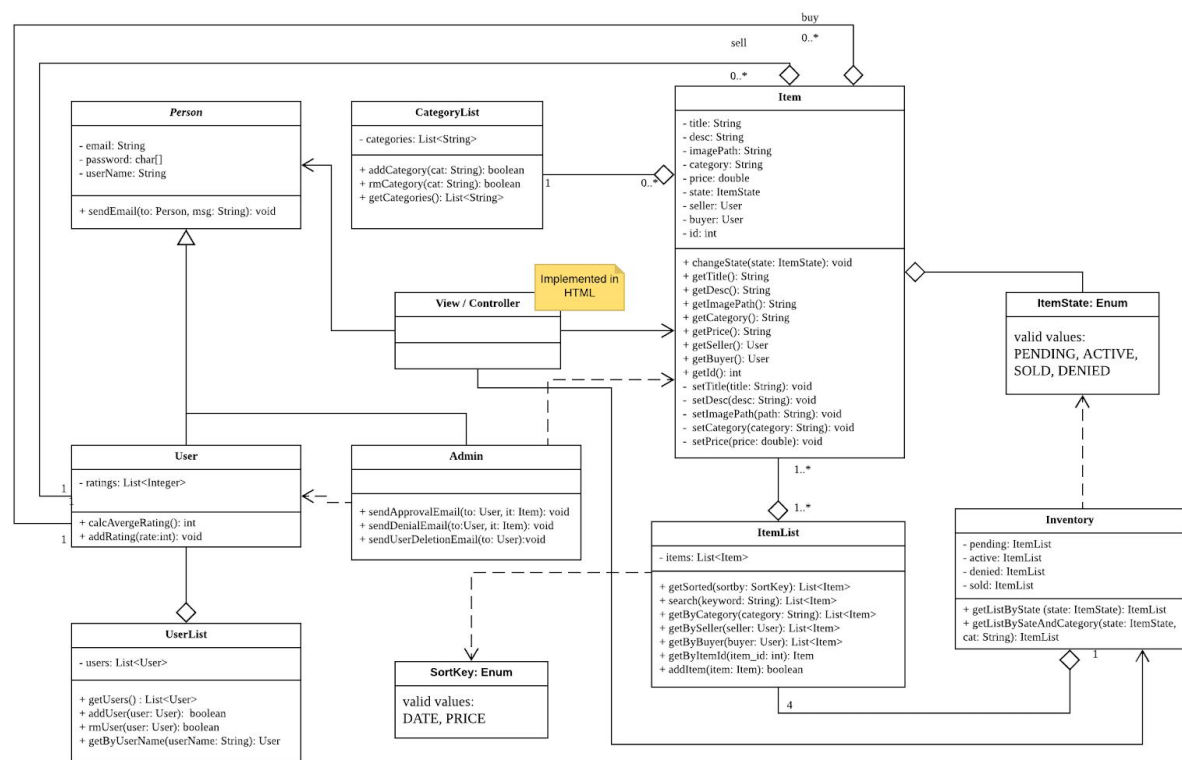 buy
0..*
sell
0..*
Person
- email: String
- password: char[]
- userName: String
+ sendEmail(to: Person, msg: String): void
CategoryList
- categories: List<String>
+ addCategory(cat: String): boolean
+ rmCategory(cat: String): boolean
+ getCategories(): List<String>
1
0..*
Item
- title: String
- desc: String
- imagePath: String
- category: String
- price: double
- state: ItemState
- seller: User
- buyer: User
- id: int
+ changeState(state: ItemState): void
+ getTitle(): String
+ getDesc(): String
+ getImagePath(): String
+ getCategory(): String
+ getPrice(): String
+ getSeller(): User
+ getBuyer(): User
+ getId(): int
- setTitle(title: String): void
- setDesc(desc: String): void
- setImagePath(path: String): void
- setCategory(category: String): void
- setPrice(price: double): void
Implemented in
HTML
View / Controller
ItemState: Enum
valid values:
PENDING, ACTIVE,
SOLD, DENIED
User
- ratings: List<Integer>
+ calcAvergeRating(): int
+ addRating(rate:int): void
1
1
1
Admin
+ sendApprovalEmail(to: User, it: Item): void
+ sendDenialEmail(to:User, it: Item): void
+ sendUserDeletionEmail(to: User):void
1..*
1..*
ItemList
- items: List<Item>
+ getSorted(sortby: SortKey): List<Item>
+ search(keyword: String): List<Item>
+ getByCategory(category: String): List<Item>
+ getBySeller(seller: User): List<Item>
+ getByBuyer(buyer: User): List<Item>
+ getByItemId(item_id: int): Item
+ addItem(item: Item): boolean
Inventory
- pending: ItemList
- active: ItemList
- denied: ItemList
- sold: ItemList
+ getListByState (state: ItemState): ItemList
+ getListBySateAndCategory(state: ItemState,
cat: String): ItemList
1
4
UserList
- users: List<User>
+ getUsers() : List<User>
+ addUser(user: User): boolean
+ rmUser(user: User): boolean
+ getByUserName(userName: String): User
SortKey: Enum
valid values:
DATE, PRICE